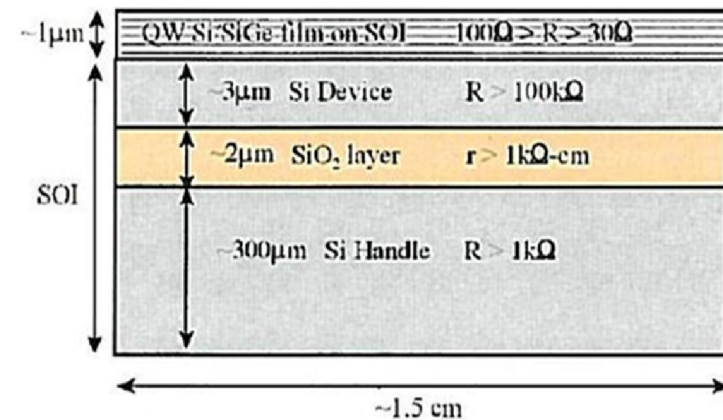 ~1μm
QW Si/SiGe film on SOI 100Ω > R > 30Ω
~3μm Si Device R > 100kΩ
~2μm SiO₂ layer r > 1kΩ-cm
SOI
~300μm Si Handle R > 1kΩ
~1.5 cm